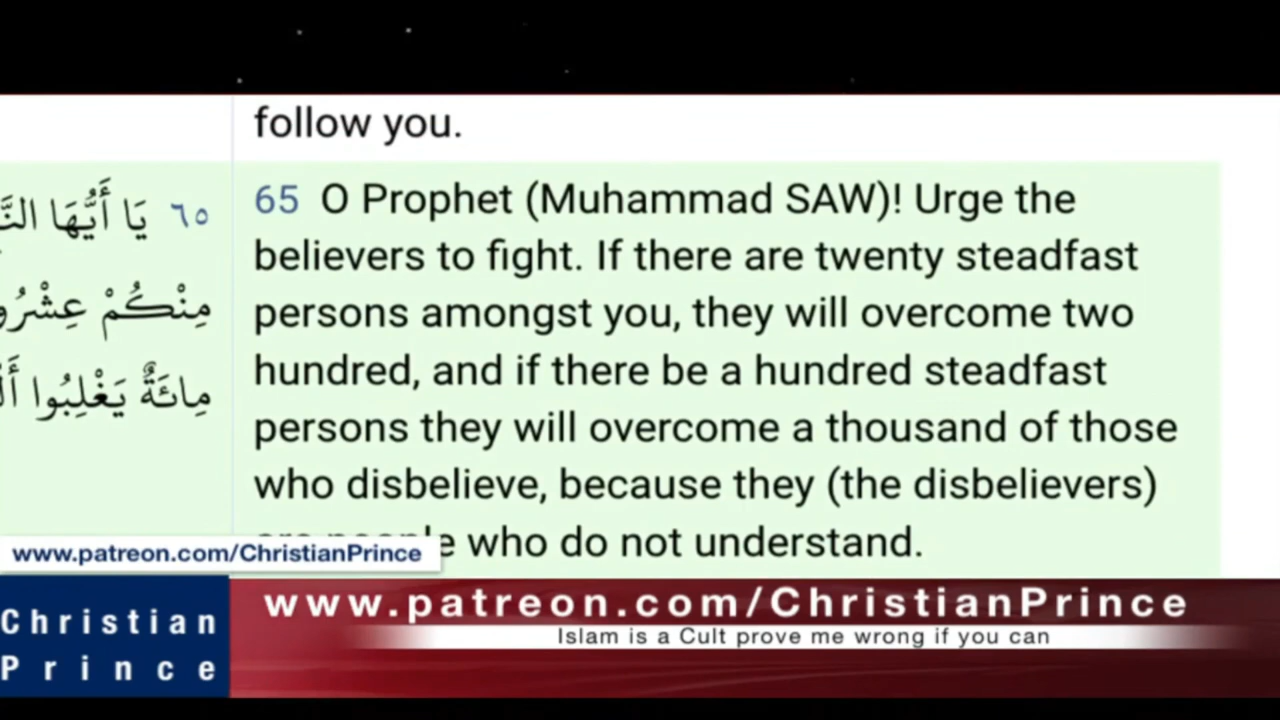 follow you.
٦٥ يَا أَيُّهَا
مِنْكُمْ
مِائَةٌ يَغْلِبُوا
65 O Prophet (Muhammad SAW)! Urge the
believers to fight. If there are twenty steadfast
persons amongst you, they will overcome two
hundred, and if there be a hundred steadfast
persons they will overcome a thousand of those
who disbelieve, because they (the disbelievers)
who do not understand.
www.patreon.com/ChristianPrince
Christian
Prince
www.patreon.com/ChristianPrince
Islam is a Cult prove me wrong if you can